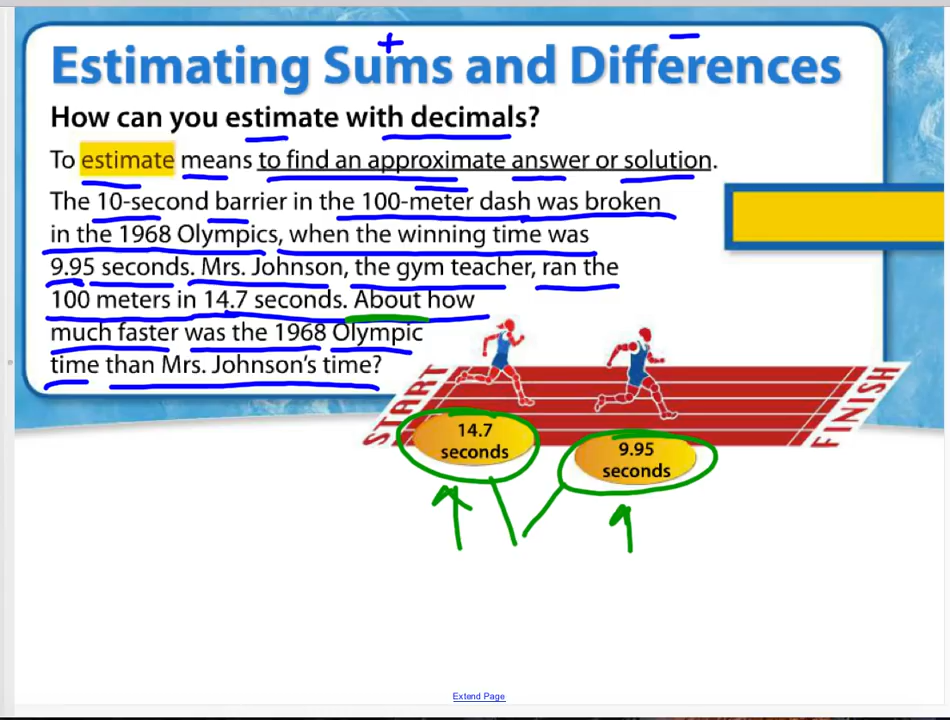 + –
Estimating Sums and Differences
How can you estimate with decimals?
To estimate means to find an approximate answer or solution.
The 10-second barrier in the 100-meter dash was broken
in the 1968 Olympics, when the winning time was
9.95 seconds. Mrs. Johnson, the gym teacher, ran the
100 meters in 14.7 seconds. About how
much faster was the 1968 Olympic
time than Mrs. Johnson's time?
START
FINISH
14.7
seconds
9.95
seconds
Extend Page